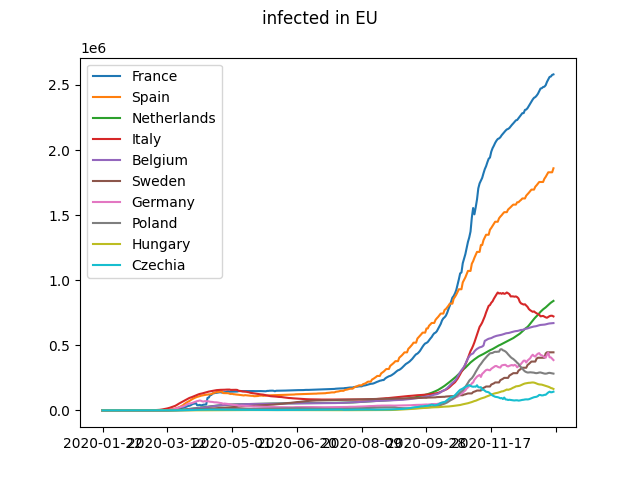 infected in EU
1e6
2.5
2.0
1.5
1.0
0.5
0.0
France
Spain
Netherlands
Italy
Belgium
Sweden
Germany
Poland
Hungary
Czechia
2020-01-22 2020-03-12 2020-05-01 2020-06-20 2020-08-09 2020-09-28 2020-11-17